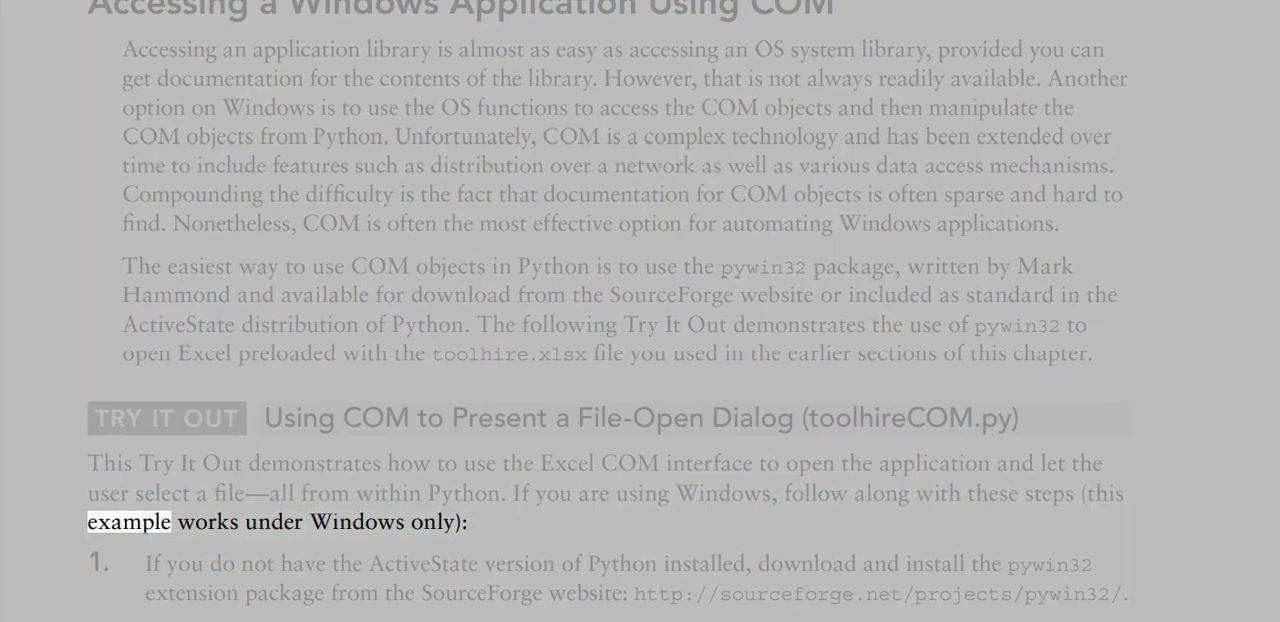 Accessing a Windows Application Using COM
Accessing an application library is almost as easy as accessing an OS system library, provided you can
get documentation for the contents of the library. However, that is not always readily available. Another
option on Windows is to use the OS functions to access the COM objects and then manipulate the
COM objects from Python. Unfortunately, COM is a complex technology and has been extended over
time to include features such as distribution over a network as well as various data access mechanisms.
Compounding the difficulty is the fact that documentation for COM objects is often sparse and hard to
find. Nonetheless, COM is often the most effective option for automating Windows applications.
The easiest way to use COM objects in Python is to use the pywin32 package, written by Mark
Hammond and available for download from the SourceForge website or included as standard in the
ActiveState distribution of Python. The following Try It Out demonstrates the use of pywin32 to
open Excel preloaded with the toolhire.xlsx file you used in the earlier sections of this chapter.
TRY IT OUT Using COM to Present a File-Open Dialog (toolhireCOM.py)
This Try It Out demonstrates how to use the Excel COM interface to open the application and let the
user select a file—all from within Python. If you are using Windows, follow along with these steps (this
example works under Windows only):
1. If you do not have the ActiveState version of Python installed, download and install the pywin32
extension package from the SourceForge website: http://sourceforge.net/projects/pywin32/.